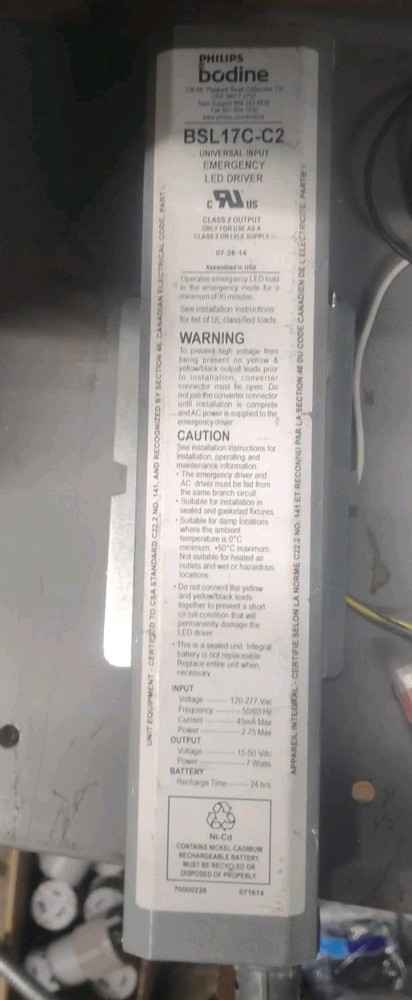 PHILIPS
bodine
BSL17C-C2
UNIVERSAL INPUT
EMERGENCY
LED DRIVER
C RU US
CLASS 2 OUTPUT
ONLY FOR USE AS A
CLASS 2 OR LVLE SUPPLY
07-28-14
Assembled in USA
Operates emergency LED load
in the emergency mode for a
minimum of 90 minutes
See installation instructions
for list of UL classified loads
WARNING
To prevent high voltage from
being present on yellow &
yellow/black output leads prior
to installation, converter
connector must be open. Do
not join the converter connector
until installation is complete
and AC power is supplied to the
emergency driver
CAUTION
See installation instructions for
installation, operating and
maintenance information.
• The emergency driver and
AC driver must be fed from
the same branch circuit
• Suitable for installation in
sealed and gasketed fixtures
• Suitable for damp locations
where the ambient
temperature is 0°C
minimum, +50°C maximum.
Not suitable for heated air
outlets and wet or hazardous
locations.
• Do not connect the yellow
and yellow/black leads
together to prevent a short
circuit condition that will
permanently damage the
LED driver
• This is a sealed unit. Integral
battery is not replaceable.
Replace entire unit when
necessary
INPUT
Voltage 120-277 Vac
Frequency 50/60 Hz
Current 45mA Max
Power 2.75 Max
OUTPUT
Voltage 15-50 Vdc
Power 7 Watts
BATTERY
Recharge Time 24 hrs
Ni-Cd
CONTAINS NICKEL-CADMIUM
RECHARGEABLE BATTERY.
MUST BE RECYCLED OR
DISPOSED OF PROPERLY
70000228 071614
UNIT EQUIPMENT - CERTIFIED TO CSA STANDARD C22.2 NO. 141, AND RECOGNIZED BY SECTION 46, CANADIAN ELECTRICAL CODE, PART I.
APPAREIL INTEGRAL - CERTIFIE SELON LA NORME C22.2 NO. 141 ET RECONNU PAR LA SECTION 46 DU CODE CANADIEN DE L'ELECTRICITE, PARTIE I